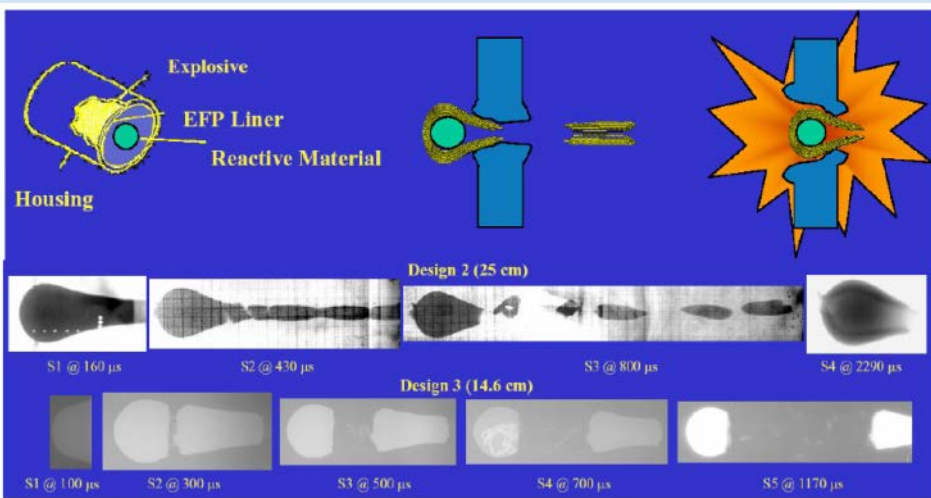 Explosive
EFP Liner
Reactive Material
Housing
Design 2 (25 cm)
S1 @ 160 µs
S2 @ 430 µs
S3 @ 800 µs
S4 @ 2290 µs
Design 3 (14.6 cm)
S1 @ 100 µs
S2 @ 300 µs
S3 @ 500 µs
S4 @ 700 µs
S5 @ 1170 µs